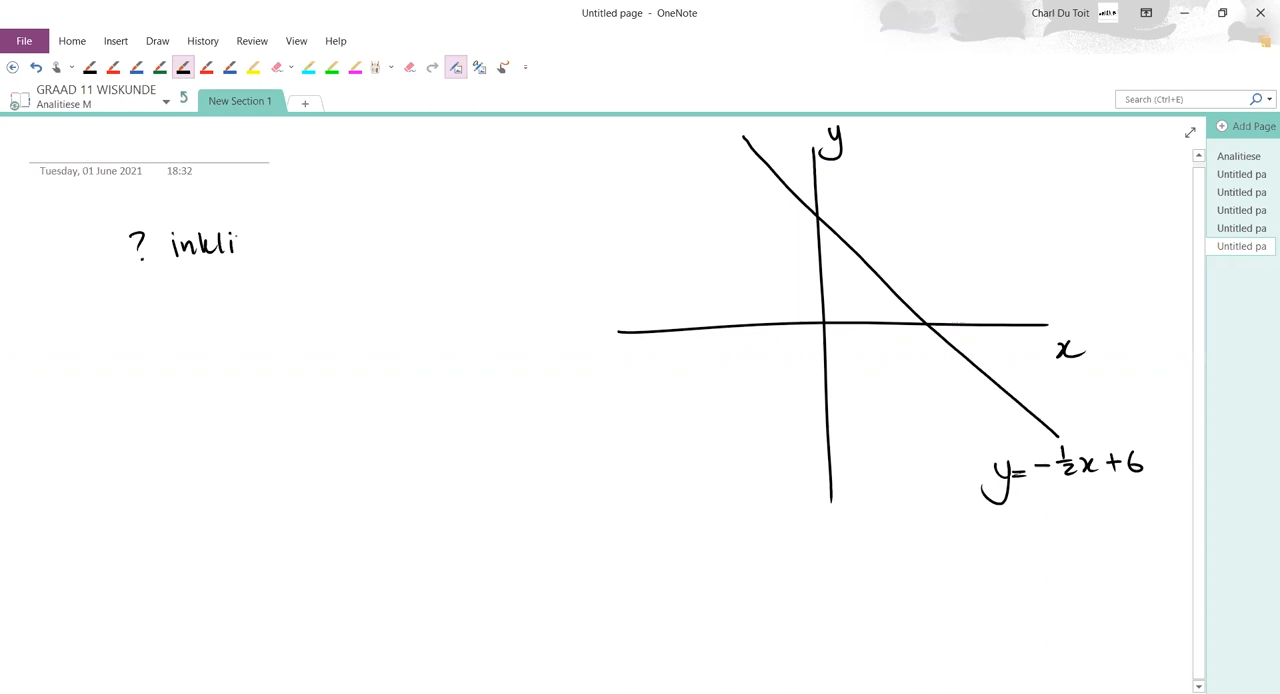 Untitled page - OneNote
Charl Du Toit
File Home Insert Draw History Review View Help
GRAAD 11 WISKUNDE
Analitiese M
New Section 1
+
Search (Ctrl+E)
Add Page
Analitiese
Untitled pa
Untitled pa
Untitled pa
Untitled pa
Untitled pa
Tuesday, 01 June 2021 18:32
? inkli
y
x
y = -1/2x + 6